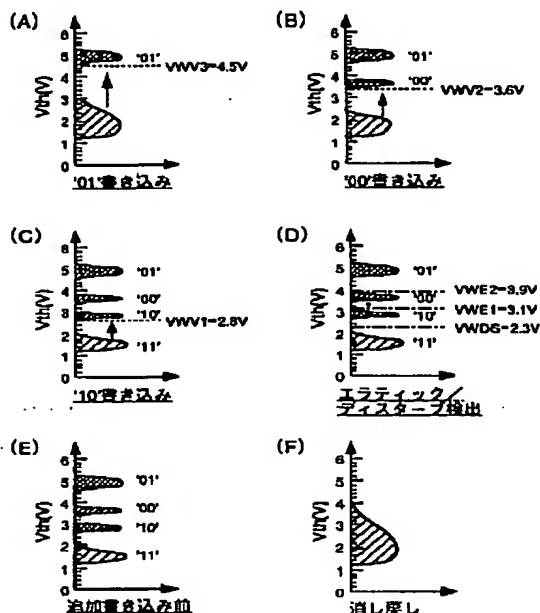 (A)
6
5
4
3
2
1
0
Vth(V)
'01'
VWV3=4.5V
'01'書き込み
(B)
6
5
4
3
2
1
0
Vth(V)
'01'
'00'
VWV2=3.6V
'00'書き込み
(C)
6
5
4
3
2
1
0
Vth(V)
'01'
'00'
'10'
VWV1=2.8V
'11'
'10'書き込み
(D)
6
5
4
3
2
1
0
Vth(V)
'01'
VWE2=3.9V
'00'
VWE1=3.1V
'10'
VWDS=2.3V
'11'
エラティック/
ディスターブ検出
(E)
6
5
4
3
2
1
0
Vth(V)
'01'
'00'
'10'
'11'
追加書き込み前
(F)
6
5
4
3
2
1
0
Vth(V)
消し戻し